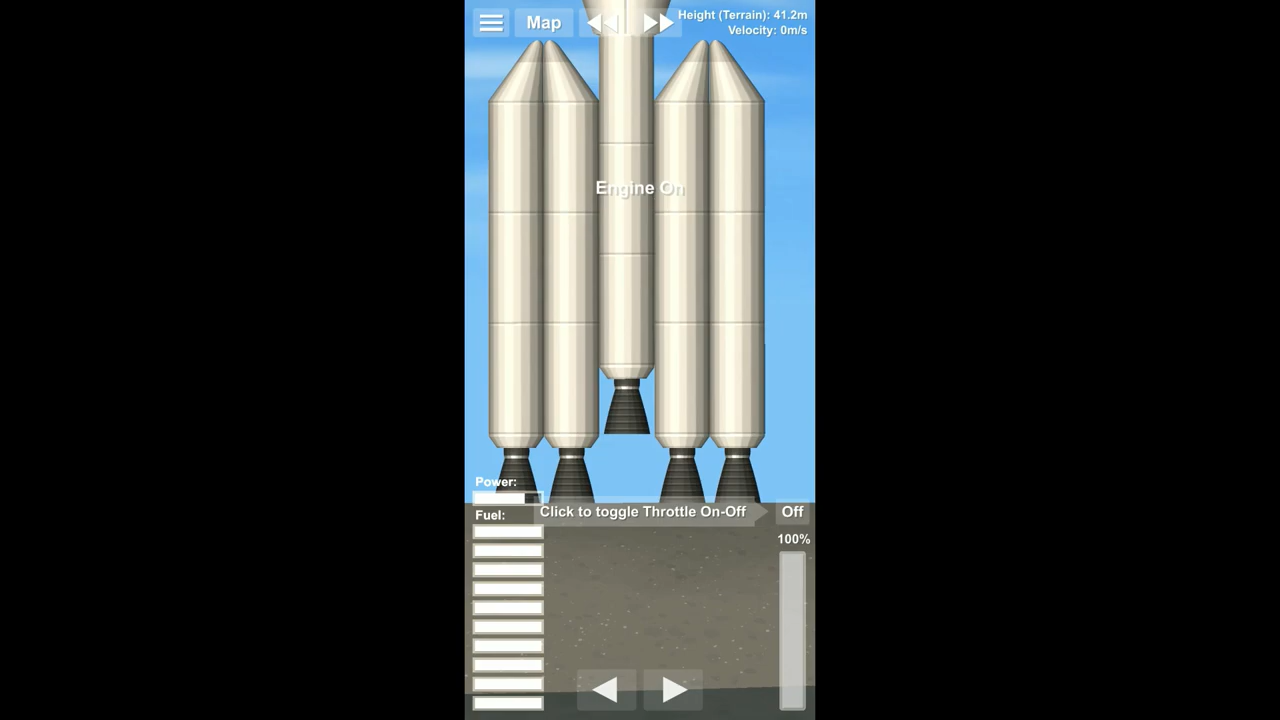 Map
Height (Terrain): 41.2m
Velocity: 0m/s
Engine On
Power:
Fuel:
Click to toggle Throttle On-Off
Off
100%